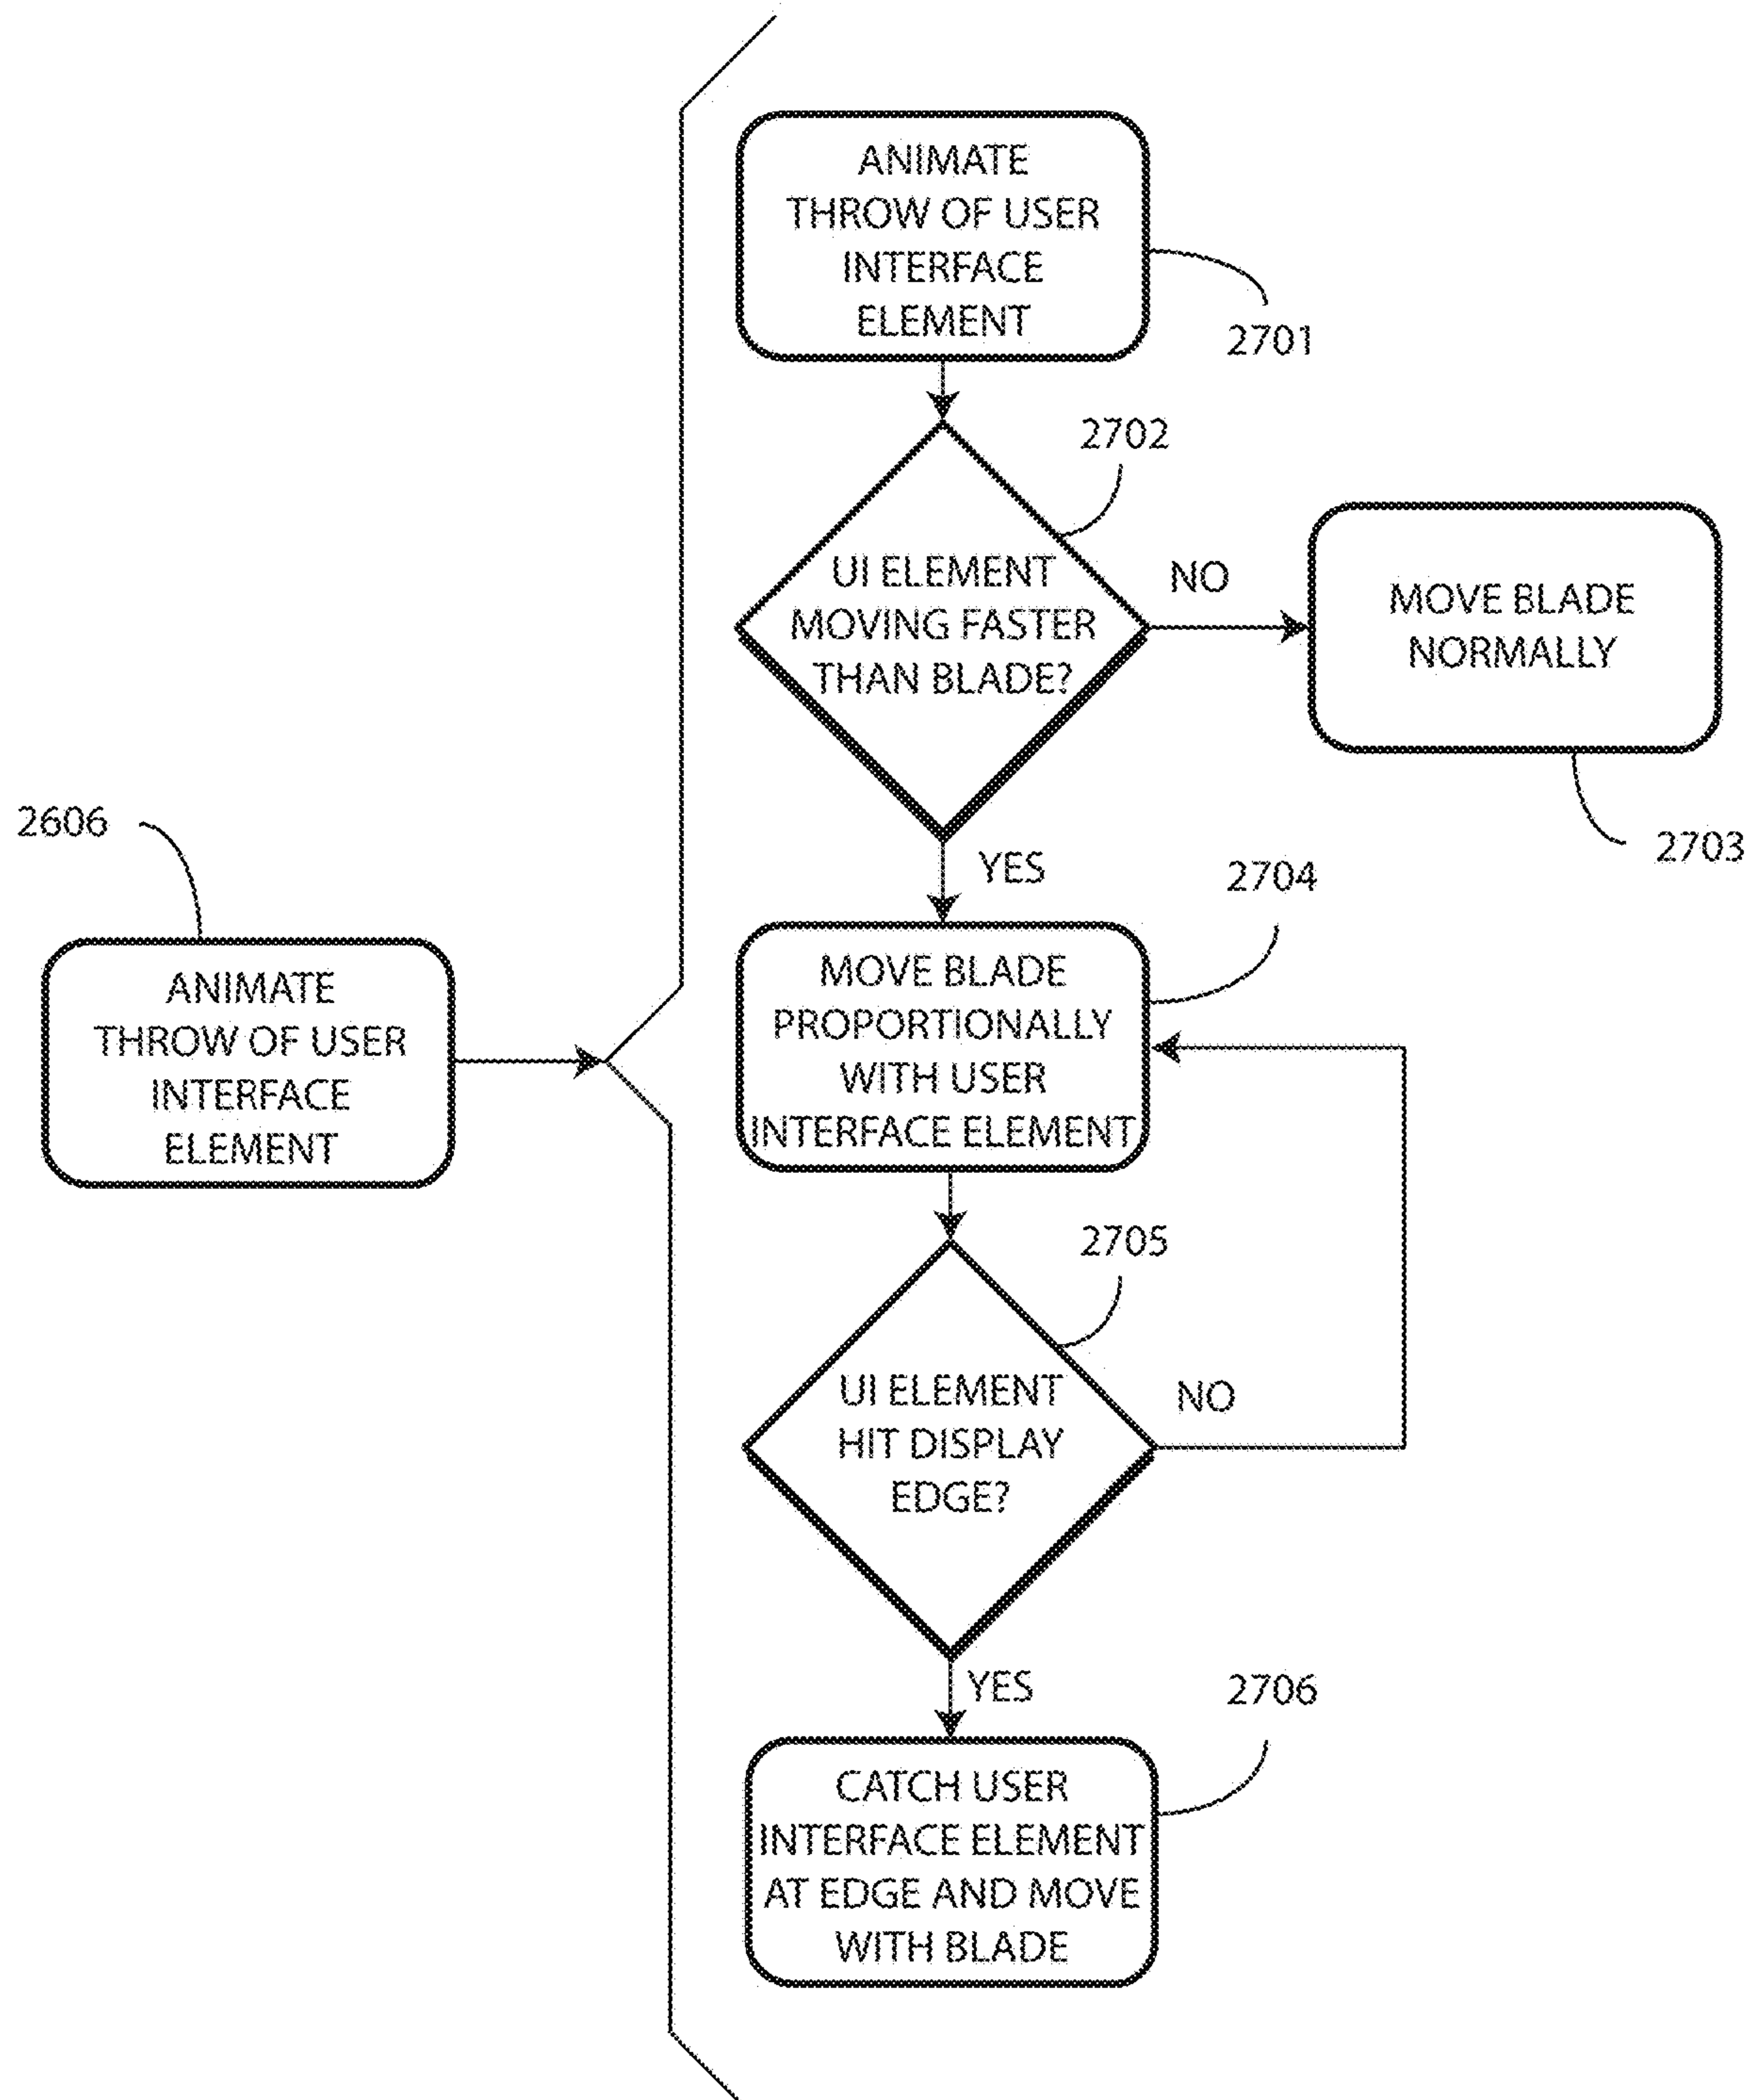 ANIMATE
THROW OF USER
INTERFACE
ELEMENT
2701
2702
UI ELEMENT
MOVING FASTER
THAN BLADE?
NO
MOVE BLADE
NORMALLY
2703
YES
2704
2606
ANIMATE
THROW OF USER
INTERFACE
ELEMENT
MOVE BLADE
PROPORTIONALLY
WITH USER
INTERFACE ELEMENT
2705
UI ELEMENT
HIT DISPLAY
EDGE?
NO
YES
2706
CATCH USER
INTERFACE ELEMENT
AT EDGE AND MOVE
WITH BLADE